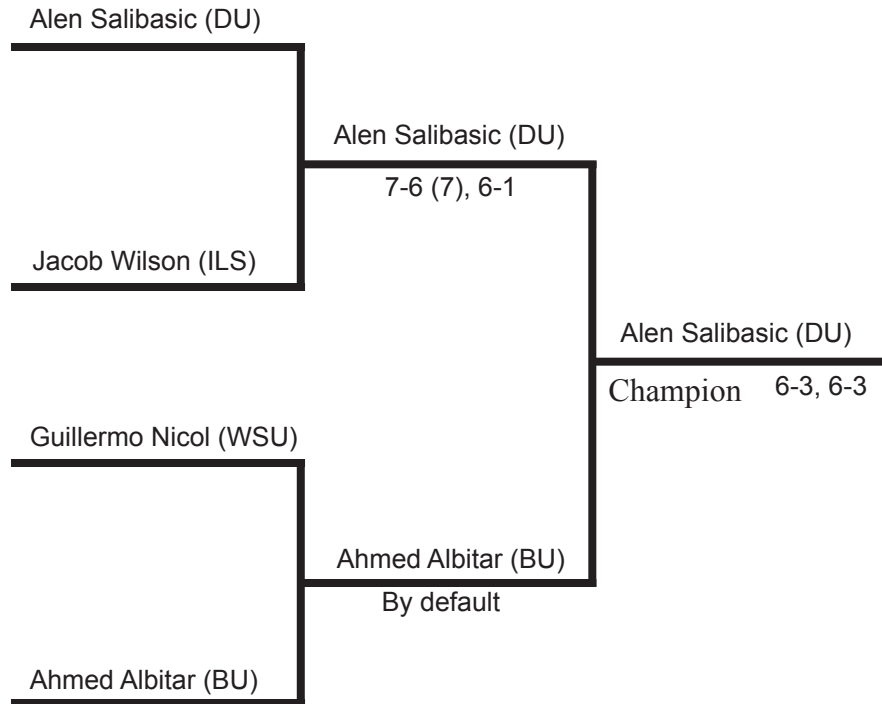 Alen Salibasic (DU)
Alen Salibasic (DU)
7-6 (7), 6-1
Jacob Wilson (ILS)
Alen Salibasic (DU)
Champion 6-3, 6-3
Guillermo Nicol (WSU)
Ahmed Albitar (BU)
By default
Ahmed Albitar (BU)